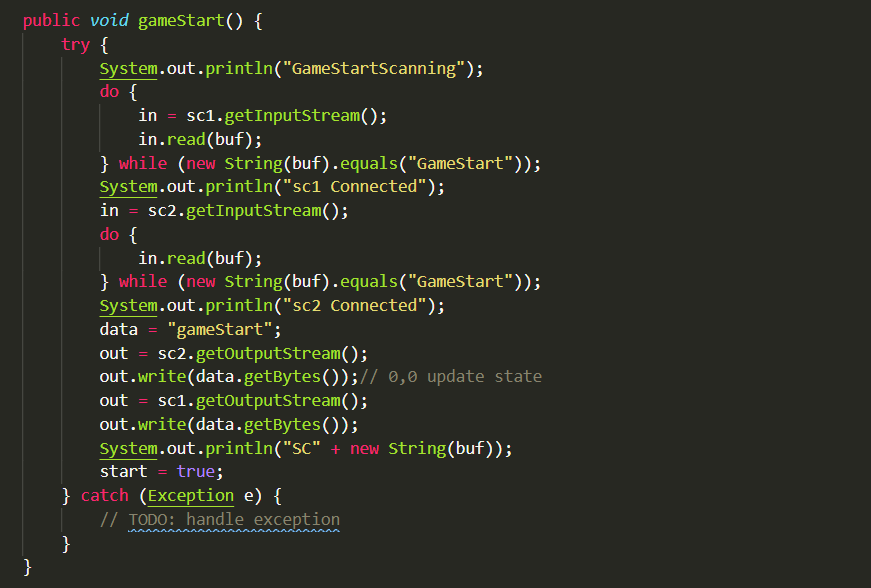 public void gameStart() {
    try {
        System.out.println("GameStartScanning");
        do {
            in = sc1.getInputStream();
            in.read(buf);
        } while (new String(buf).equals("GameStart"));
        System.out.println("sc1 Connected");
        in = sc2.getInputStream();
        do {
            in.read(buf);
        } while (new String(buf).equals("GameStart"));
        System.out.println("sc2 Connected");
        data = "gameStart";
        out = sc2.getOutputStream();
        out.write(data.getBytes());// 0,0 update state
        out = sc1.getOutputStream();
        out.write(data.getBytes());
        System.out.println("SC" + new String(buf));
        start = true;
    } catch (Exception e) {
        // TODO: handle exception
    }
}